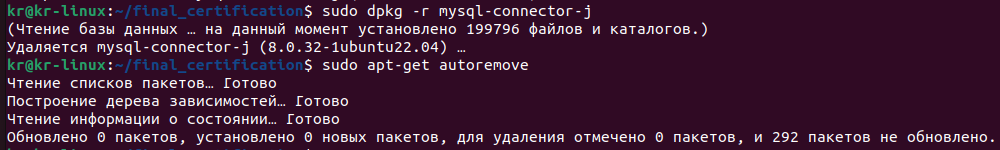 kr@kr-linux:~/final_certification$ sudo dpkg -r mysql-connector-j
(Чтение базы данных … на данный момент установлено 199796 файлов и каталогов.)
Удаляется mysql-connector-j (8.0.32-1ubuntu22.04) …
kr@kr-linux:~/final_certification$ sudo apt-get autoremove
Чтение списков пакетов… Готово
Построение дерева зависимостей… Готово
Чтение информации о состоянии… Готово
Обновлено 0 пакетов, установлено 0 новых пакетов, для удаления отмечено 0 пакетов, и 292 пакетов не обновлено.